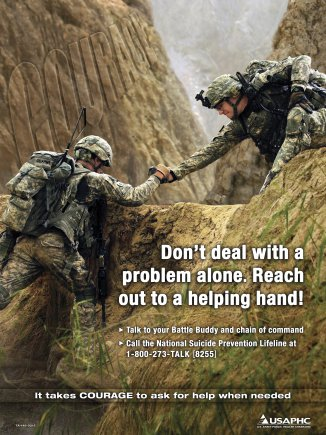 COURAGE
Don't deal with a
problem alone. Reach
out to a helping hand!
▸ Talk to your Battle Buddy and chain of command
▸ Call the National Suicide Prevention Lifeline at
1-800-273-TALK [8255]
It takes COURAGE to ask for help when needed
USAPHC